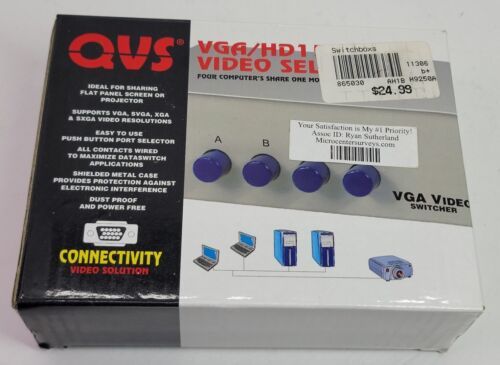 QVS®
IDEAL FOR SHARING
FLAT PANEL SCREEN OR
PROJECTOR
SUPPORTS VGA, SVGA, XGA
& SXGA VIDEO RESOLUTIONS
EASY TO USE
PUSH BUTTON PORT SELECTOR
ALL CONTACTS WIRED
TO MAXIMIZE DATASWITCH
APPLICATIONS
SHIELDED METAL CASE
PROVIDES PROTECTION AGAINST
ELECTRONIC INTERFERENCE
DUST PROOF
AND POWER FREE
CONNECTIVITY
VIDEO SOLUTION
VGA/HD1
VIDEO SEL
FOUR COMPUTER'S SHARE ONE MO
Switchboxs
11386
b+
865030 AH1B H9250A
$24.99
Your Satisfaction is My #1 Priority!
Assoc ID: Ryan Sutherland
Microcentersurveys.com
A B
VGA VIDEO
SWITCHER